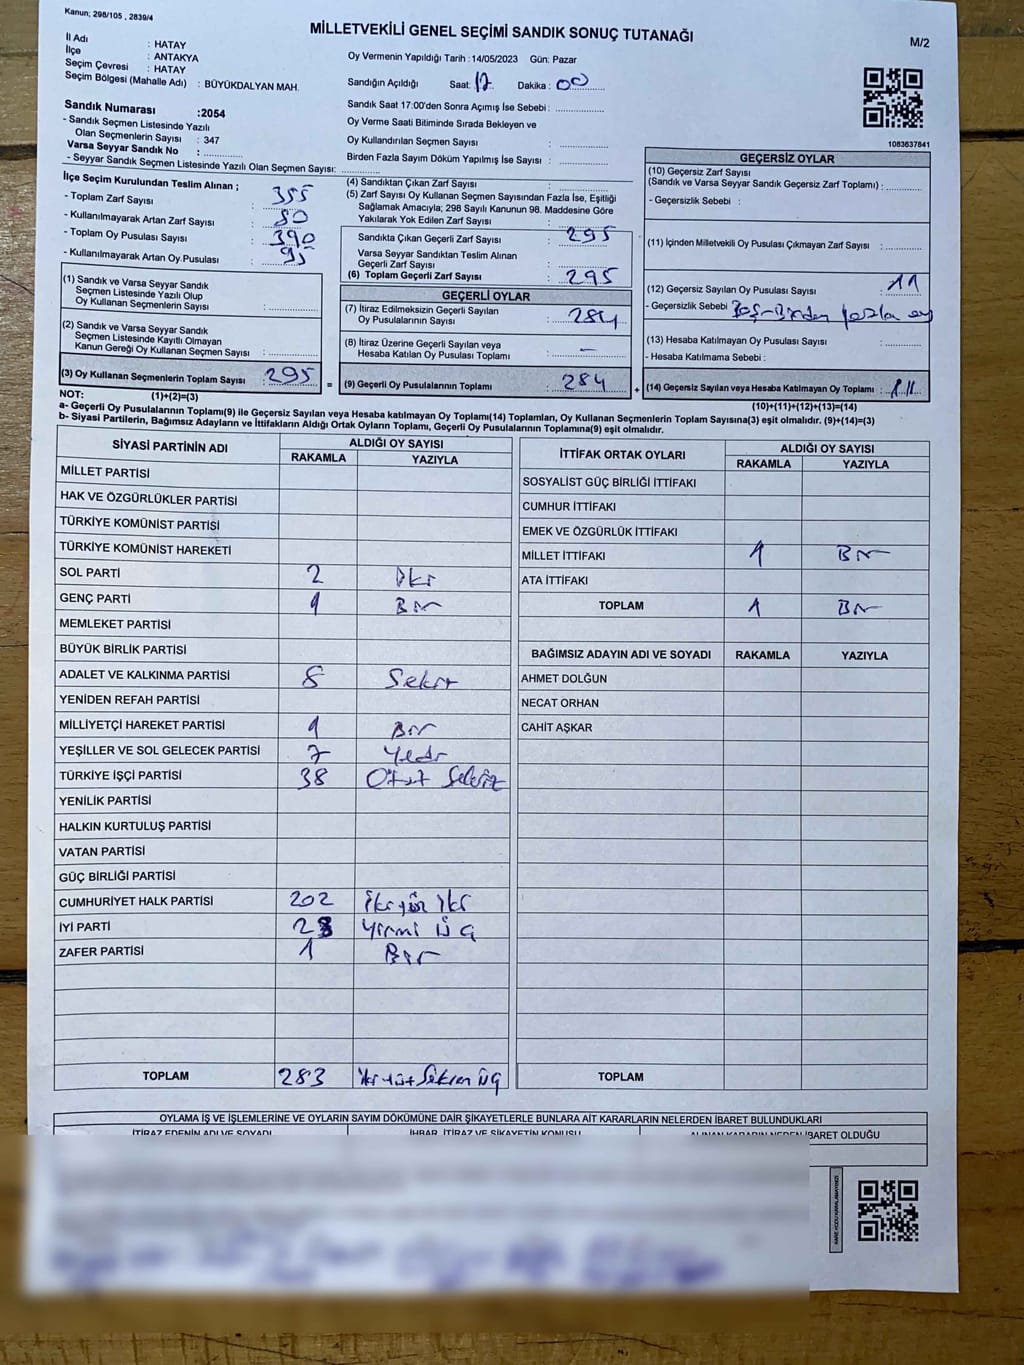 Kanun; 298/105 , 2839/4
MİLLETVEKİLİ GENEL SEÇİMİ SANDIK SONUÇ TUTANAĞI
M/2
İl Adı : HATAY
İlçe : ANTAKYA
Seçim Çevresi : HATAY
Seçim Bölgesi (Mahalle Adı) : BÜYÜKDALYAN MAH.
Oy Vermenin Yapıldığı Tarih : 14/05/2023 Gün: Pazar
Sandığın Açıldığı Saat: 17 Dakika : 00
Sandık Saat 17:00'den Sonra Açımış İse Sebebi :
Oy Verme Saati Bitiminde Sırada Bekleyen ve
Oy Kullandırılan Seçmen Sayısı :
Birden Fazla Sayım Döküm Yapılmış İse Sayısı :
1083637841
Sandık Numarası :2054
- Sandık Seçmen Listesinde Yazılı
Olan Seçmenlerin Sayısı : 347
Varsa Seyyar Sandık No :
- Seyyar Sandık Seçmen Listesinde Yazılı Olan Seçmen Sayısı:
İlçe Seçim Kurulundan Teslim Alınan ;
- Toplam Zarf Sayısı : 355
- Kullanılmayarak Artan Zarf Sayısı : 50
- Toplam Oy Pusulası Sayısı : 390
- Kullanılmayarak Artan Oy Pusulası : 95
(1) Sandık ve Varsa Seyyar Sandık
Seçmen Listesinde Yazılı Olup
Oy Kullanan Seçmenlerin Sayısı :
(2) Sandık ve Varsa Seyyar Sandık
Seçmen Listesinde Kayıtlı Olmayan
Kanun Gereği Oy Kullanan Seçmen Sayısı :
(3) Oy Kullanan Seçmenlerin Toplam Sayısı : 295
(1)+(2)=(3)
(4) Sandıktan Çıkan Zarf Sayısı :
(5) Zarf Sayısı Oy Kullanan Seçmen Sayısından Fazla İse, Eşitliği
Sağlamak Amacıyla; 298 Sayılı Kanunun 98. Maddesine Göre
Yakılarak Yok Edilen Zarf Sayısı :
Sandıkta Çıkan Geçerli Zarf Sayısı : 295
Varsa Seyyar Sandıktan Teslim Alınan
Geçerli Zarf Sayısı :
(6) Toplam Geçerli Zarf Sayısı : 295
GEÇERLİ OYLAR
(7) İtiraz Edilmeksizin Geçerli Sayılan
Oy Pusulalarının Sayısı : 284
(8) İtiraz Üzerine Geçerli Sayılan veya
Hesaba Katılan Oy Pusulası Toplamı : –
= (9) Geçerli Oy Pusulalarının Toplamı : 284 +
GEÇERSİZ OYLAR
(10) Geçersiz Zarf Sayısı
(Sandık ve Varsa Seyyar Sandık Geçersiz Zarf Toplamı) :
- Geçersizlik Sebebi :
(11) İçinden Milletvekili Oy Pusulası Çıkmayan Zarf Sayısı :
(12) Geçersiz Sayılan Oy Pusulası Sayısı : 11
- Geçersizlik Sebebi : Boş-Birden fazla oy
(13) Hesaba Katılmayan Oy Pusulası Sayısı :
- Hesaba Katılmama Sebebi :
(14) Geçersiz Sayılan veya Hesaba Katılmayan Oy Toplamı : 11
(10)+(11)+(12)+(13)=(14)
NOT:
a- Geçerli Oy Pusulalarının Toplamı(9) ile Geçersiz Sayılan veya Hesaba katılmayan Oy Toplamı(14) Toplamları, Oy Kullanan Seçmenlerin Toplam Sayısına(3) eşit olmalıdır. (9)+(14)=(3)
b- Siyasi Partilerin, Bağımsız Adayların ve İttifakların Aldığı Ortak Oyların Toplamı, Geçerli Oy Pusulalarının Toplamına(9) eşit olmalıdır.
SİYASİ PARTİNİN ADI ALDIĞI OY SAYISI
RAKAMLA YAZIYLA
MİLLET PARTİSİ
HAK VE ÖZGÜRLÜKLER PARTİSİ
TÜRKİYE KOMÜNİST PARTİSİ
TÜRKİYE KOMÜNİST HAREKETİ
SOL PARTİ 2 İki
GENÇ PARTİ 1 Bir
MEMLEKET PARTİSİ
BÜYÜK BİRLİK PARTİSİ
ADALET VE KALKINMA PARTİSİ 8 Sekiz
YENİDEN REFAH PARTİSİ
MİLLİYETÇİ HAREKET PARTİSİ 1 Bir
YEŞİLLER VE SOL GELECEK PARTİSİ 7 Yedi
TÜRKİYE İŞÇİ PARTİSİ 38 Otuz Sekiz
YENİLİK PARTİSİ
HALKIN KURTULUŞ PARTİSİ
VATAN PARTİSİ
GÜÇ BİRLİĞİ PARTİSİ
CUMHURİYET HALK PARTİSİ 202 İkiyüz iki
İYİ PARTİ 23 Yirmi Üç
ZAFER PARTİSİ 1 Bir
TOPLAM 283 İkiyüz Seksen Üç
İTTİFAK ORTAK OYLARI ALDIĞI OY SAYISI
RAKAMLA YAZIYLA
SOSYALİST GÜÇ BİRLİĞİ İTTİFAKI
CUMHUR İTTİFAKI
EMEK VE ÖZGÜRLÜK İTTİFAKI
MİLLET İTTİFAKI 1 Bir
ATA İTTİFAKI
TOPLAM 1 Bir
BAĞIMSIZ ADAYIN ADI VE SOYADI RAKAMLA YAZIYLA
AHMET DOLĞUN
NECAT ORHAN
CAHİT AŞKAR
TOPLAM
OYLAMA İŞ VE İŞLEMLERİNE VE OYLARIN SAYIM DÖKÜMÜNE DAİR ŞİKAYETLERLE BUNLARA AİT KARARLARIN NELERDEN İBARET BULUNDUKLARI
İTİRAZ EDENİN ADI VE SOYADI İHBAR, İTİRAZ VE ŞİKAYETİN KONUSU ALINAN KARARIN NEDEN İBARET OLDUĞU
KARE KODU KARALAMAYINIZ!